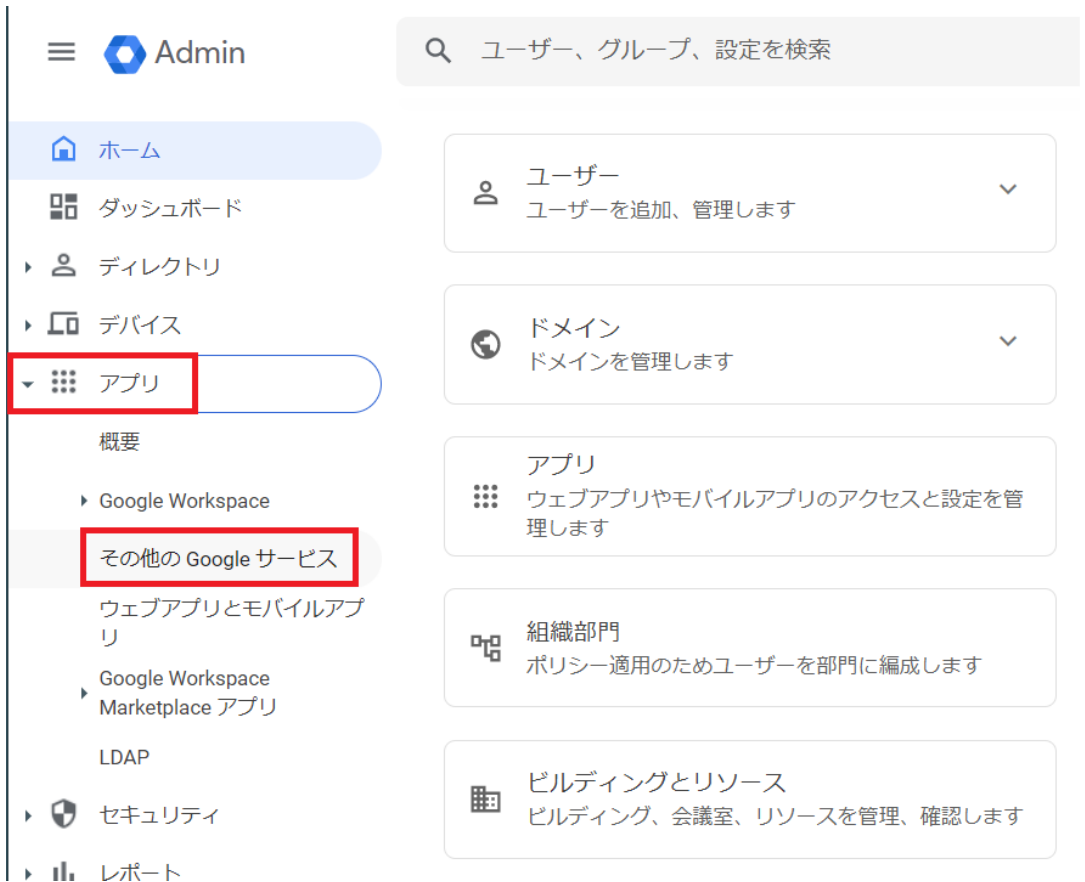 Admin
ユーザー、グループ、設定を検索
ホーム
ダッシュボード
ディレクトリ
デバイス
アプリ
概要
Google Workspace
その他の Google サービス
ウェブアプリとモバイルアプ
リ
Google Workspace
Marketplace アプリ
LDAP
セキュリティ
レポート
ユーザー
ユーザーを追加、管理します
ドメイン
ドメインを管理します
アプリ
ウェブアプリやモバイルアプリのアクセスと設定を管
理します
組織部門
ポリシー適用のためユーザーを部門に編成します
ビルディングとリソース
ビルディング、会議室、リソースを管理、確認します